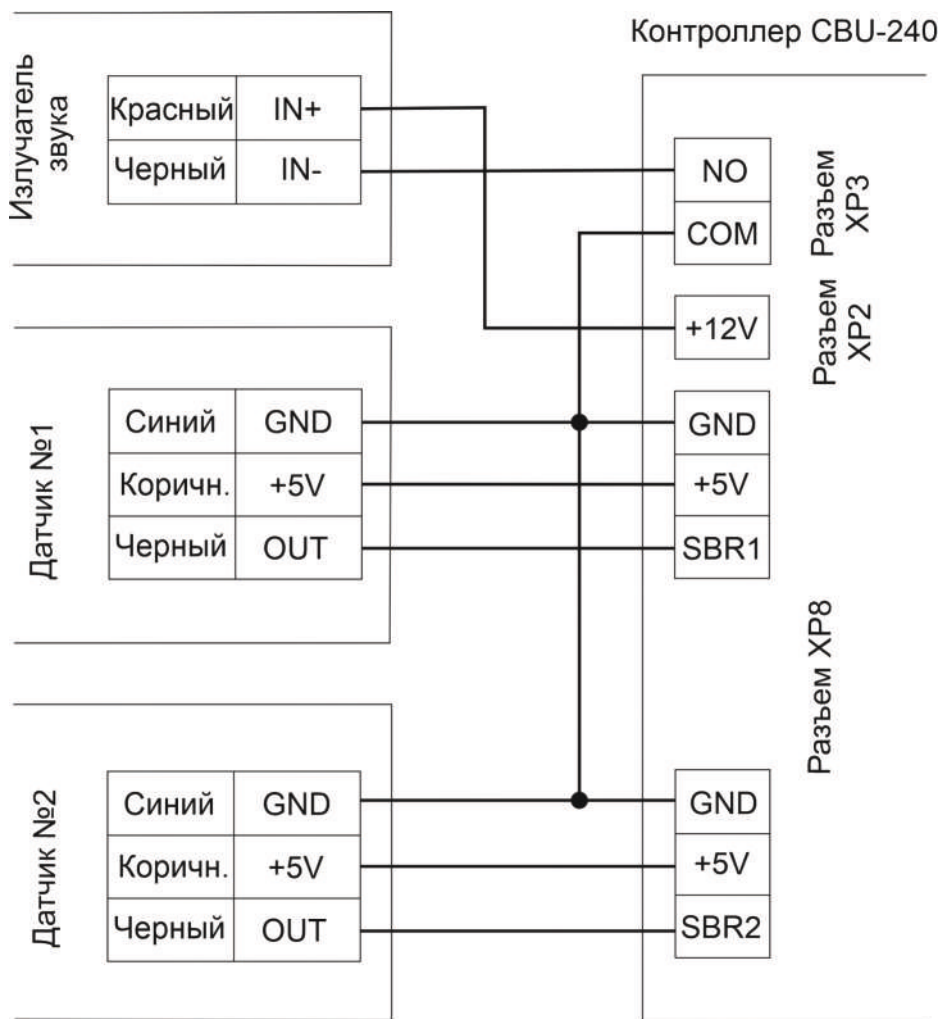 Контроллер CBU-240
Излучатель
звука
Красный IN+
Черный IN-
NO
COM
Разъем
XP3
+12V
Разъем
XP2
Датчик №1
Синий GND
Коричн. +5V
Черный OUT
GND
+5V
SBR1
Разъем XP8
Датчик №2
Синий GND
Коричн. +5V
Черный OUT
GND
+5V
SBR2